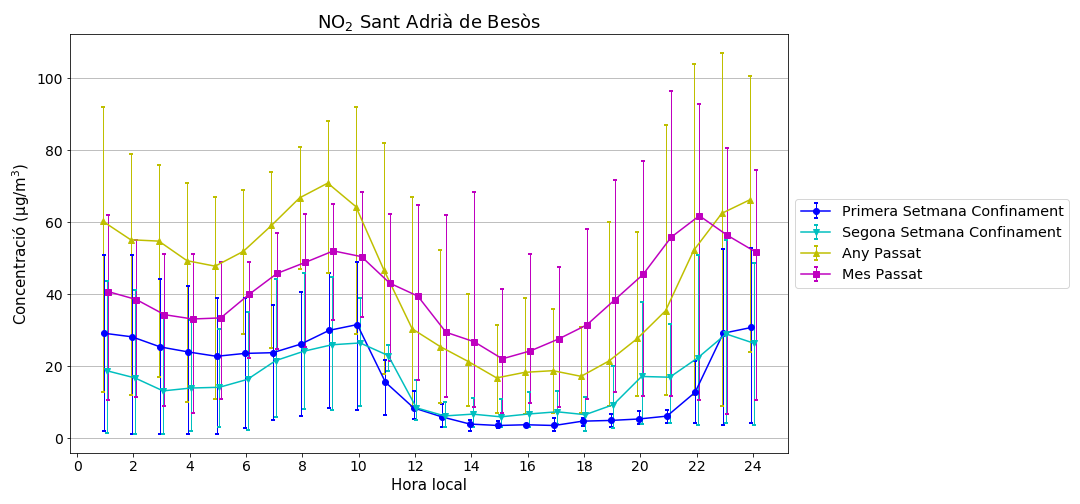 NO₂ Sant Adrià de Besòs
Concentració (µg/m³)
100
80
60
40
20
0
0 2 4 6 8 10 12 14 16 18 20 22 24
Hora local
Primera Setmana Confinament
Segona Setmana Confinament
Any Passat
Mes Passat